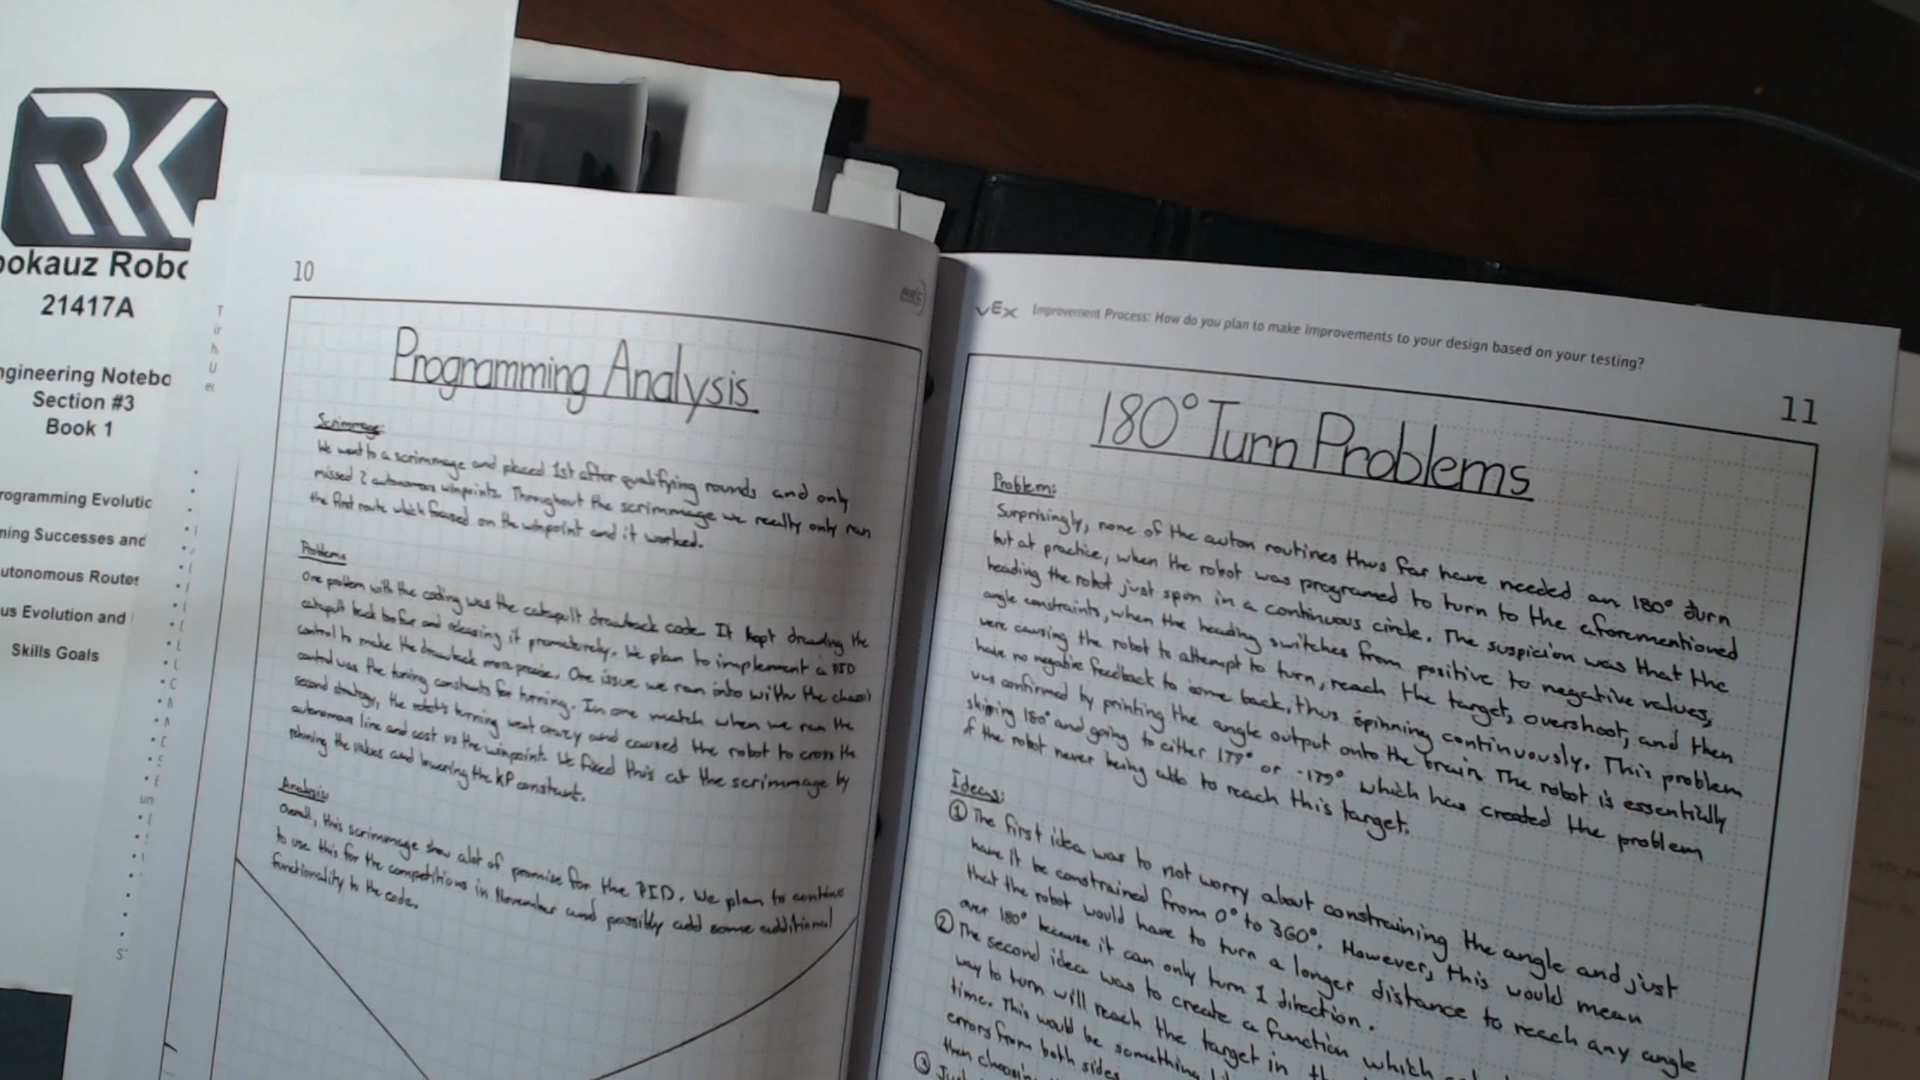 RK
ookauz Robo
21417A
ngineering Notebo
Section #3
Book 1
rogramming Evolutic
ming Successes and
utonomous Routes
us Evolution and
Skills Goals
10
Programming Analysis
Scrimmage:
We went to a scrimmage and placed 1st after qualifying rounds and only
missed 2 autonomous winpoints. Throughout the scrimmage we really only ran
the first route which focused on the winpoint and it worked.
Problems
One problem with the coding was the catapult drawback code. It kept drawing the
catapult back too far and releasing it prematurely. We plan to implement a PID
control to make the drawback more precise. One issue we ran into with the chassis
control was the tuning constants for turning. In one match when we ran the
second strategy, the robot's turning went crazy and caused the robot to cross the
autonomous line and cost us the winpoint. We fixed this at the scrimmage by
retuning the values and lowering the kP constant.
Analysis:
Overall, this scrimmage show alot of promise for the PID. We plan to continue
to use this for the competitions in November and possibly add some additional
functionality to the code.
vEx Improvement Process: How do you plan to make improvements to your design based on your testing?
11
180° Turn Problems
Problem:
Surprisingly, none of the auton routines thus far have needed an 180° turn
but at practice, when the robot was programed to turn to the aforementioned
heading the robot just spun in a continuous circle. The suspicion was that the
angle constraints, when the heading switches from positive to negative values,
were causing the robot to attempt to turn, reach the target, overshoot, and then
have no negative feedback to come back, thus spinning continuously. This problem
was confirmed by printing the angle output onto the brain. The robot is essentially
skipping 180° and going to either 179° or -179° which has created the problem
of the robot never being able to reach this target.
Ideas:
① The first idea was to not worry about constraining the angle and just
have it be constrained from 0° to 360°. However, this would mean
that the robot would have to turn a longer distance to reach any angle
over 180° because it can only turn 1 direction.
② The second idea was to create a function which
way to turn will reach the target in
time. This would be something
errors from both sides
then choosing
③